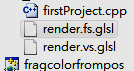 firstProject.cpp
render.fs.glsl
render.vs.glsl
fragcolorfrompos